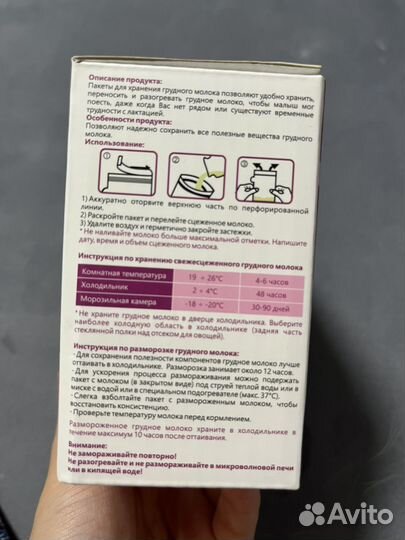 Описание продукта:
Пакеты для хранения грудного молока позволяют удобно хранить,
переносить и разогревать грудное молоко, чтобы малыш мог
поесть, даже когда Вас нет рядом или существуют временные
трудности с лактацией.
Особенности продукта:
Позволяют надежно сохранить все полезные вещества грудного
молока.
Использование:
1 2 3
1) Аккуратно оторвите верхнюю часть по перфорированной
линии.
2) Раскройте пакет и перелейте сцеженное молоко.
3) Удалите воздух и герметично закройте застежки.
* Не наливайте молоко больше максимальной отметки. Напишите
дату, время и объем сцеженного молока.
Инструкция по хранению свежесцеженного грудного молока
Комнатная температура 19 ÷ 26°С 4-6 часов
Холодильник 2 ÷ 4°С 48 часов
Морозильная камера -18 ÷ -20°С 30-90 дней
* Не храните грудное молоко в дверце холодильника. Выберите
наиболее холодную область в холодильнике (задняя часть
стеклянной полки над отсеком для овощей).
Инструкция по разморозке грудного молока:
· Для сохранения полезности компонентов грудное молоко лучше
оттаивать в холодильнике. Разморозка занимает около 12 часов.
· Для ускорения процесса размораживания можно подержать
пакет с молоком (в закрытом виде) под струей теплой воды или в
миске с водой или в специальном подогревателе (макс. 37°С).
· Слегка взболтайте пакет с размороженным молоком, чтобы
восстановить консистенцию.
· Проверьте температуру молока перед кормлением.
Размороженное грудное молоко храните в холодильнике в
течение максимум 10 часов после оттаивания.
Внимание:
Не замораживайте повторно!
Не разогревайте и не размораживайте в микроволновой печи
или в кипящей воде!
Avito